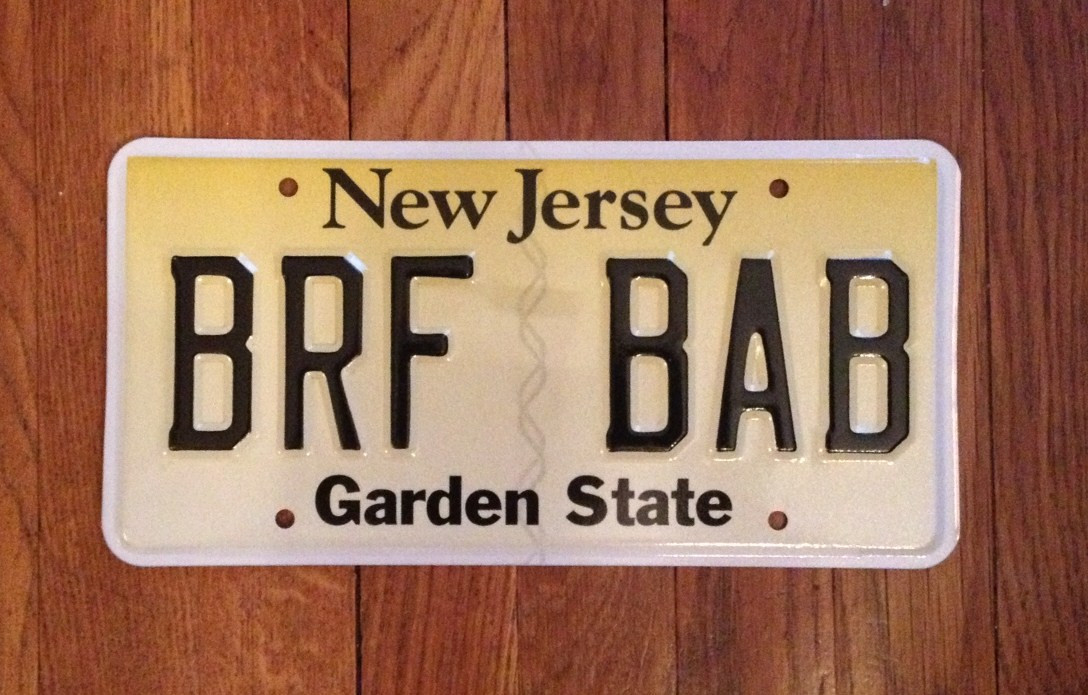 New Jersey
BRF BAB
Garden State